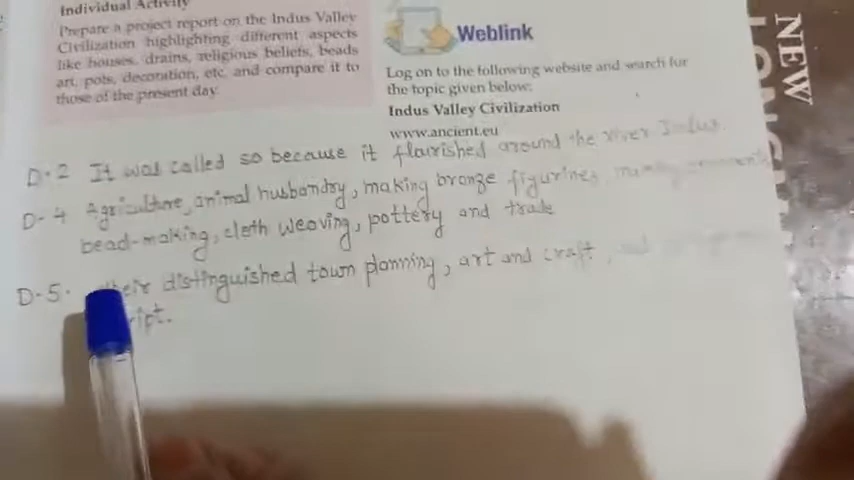 Individual Activity
Prepare a project report on the Indus Valley
Civilization highlighting different aspects
like houses, drains, religious beliefs, beads
art, pots, decoration, etc. and compare it to
those of the present day.
Weblink
Log on to the following website and search for
the topic given below:
Indus Valley Civilization
www.ancient.eu
NEW
D-2 It was called so because it flourished around the river Indus.
D-4 Agriculture, animal husbandry, making bronze figurines, making ornaments
bead-making, cloth weaving, pottery and trade
D-5. their distinguished town planning, art and craft, and